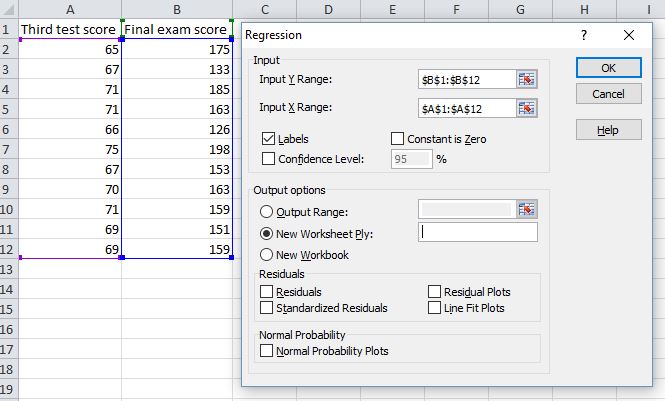 A B C D E F G H I
1 Third test score Final exam score
2 65 175
3 67 133
4 71 185
5 71 163
6 66 126
7 75 198
8 67 153
9 70 163
10 71 159
11 69 151
12 69 159
13
14
15
16
17
18
19
Regression ? ×
Input
Input Y Range: $B$1:$B$12
Input X Range: $A$1:$A$12
Labels Constant is Zero
Confidence Level: 95 %
OK
Cancel
Help
Output options
Output Range:
New Worksheet Ply:
New Workbook
Residuals
Residuals Residual Plots
Standardized Residuals Line Fit Plots
Normal Probability
Normal Probability Plots